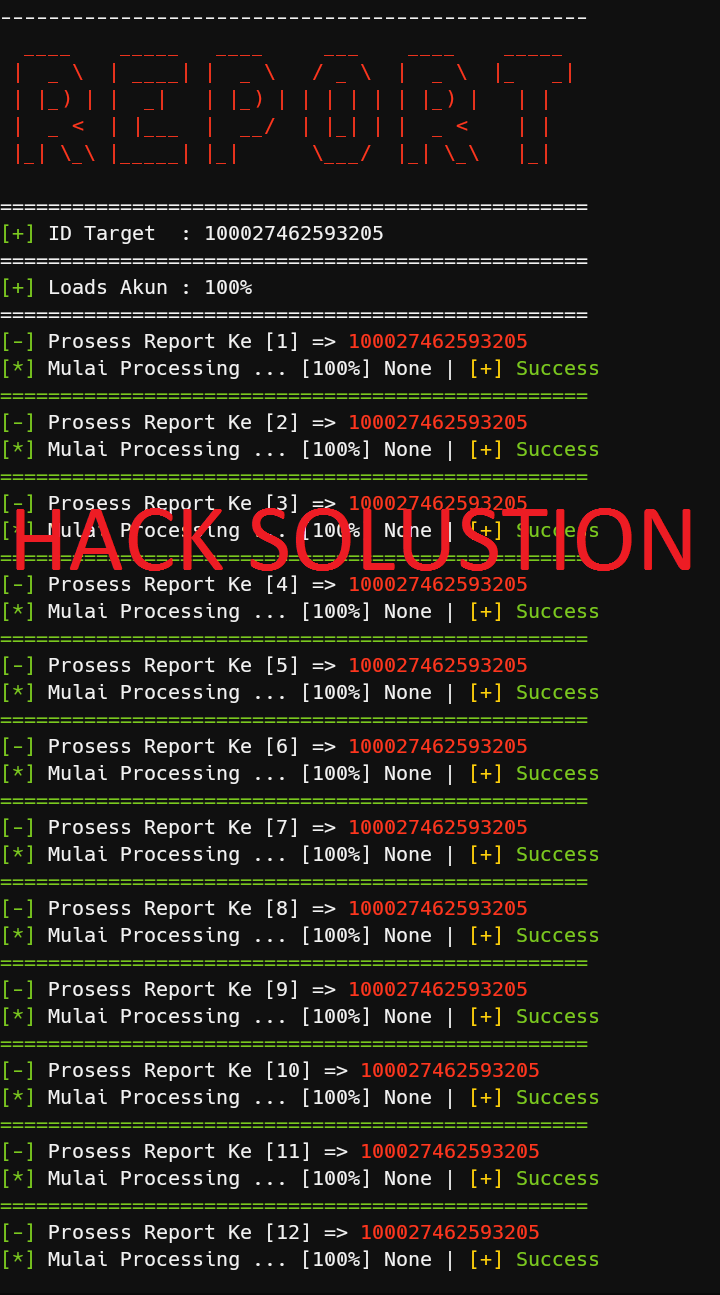 REPORT
[+] ID Target : 100027462593205
[+] Loads Akun : 100%
[-] Prosess Report Ke [1] => 100027462593205
[*] Mulai Processing ... [100%] None | [+] Success
[-] Prosess Report Ke [2] => 100027462593205
[*] Mulai Processing ... [100%] None | [+] Success
[-] Prosess Report Ke [3] => 100027462593205
[*] Mulai Processing ... [100%] None | [+] Success
HACK SOLUSTION
[-] Prosess Report Ke [4] => 100027462593205
[*] Mulai Processing ... [100%] None | [+] Success
[-] Prosess Report Ke [5] => 100027462593205
[*] Mulai Processing ... [100%] None | [+] Success
[-] Prosess Report Ke [6] => 100027462593205
[*] Mulai Processing ... [100%] None | [+] Success
[-] Prosess Report Ke [7] => 100027462593205
[*] Mulai Processing ... [100%] None | [+] Success
[-] Prosess Report Ke [8] => 100027462593205
[*] Mulai Processing ... [100%] None | [+] Success
[-] Prosess Report Ke [9] => 100027462593205
[*] Mulai Processing ... [100%] None | [+] Success
[-] Prosess Report Ke [10] => 100027462593205
[*] Mulai Processing ... [100%] None | [+] Success
[-] Prosess Report Ke [11] => 100027462593205
[*] Mulai Processing ... [100%] None | [+] Success
[-] Prosess Report Ke [12] => 100027462593205
[*] Mulai Processing ... [100%] None | [+] Success